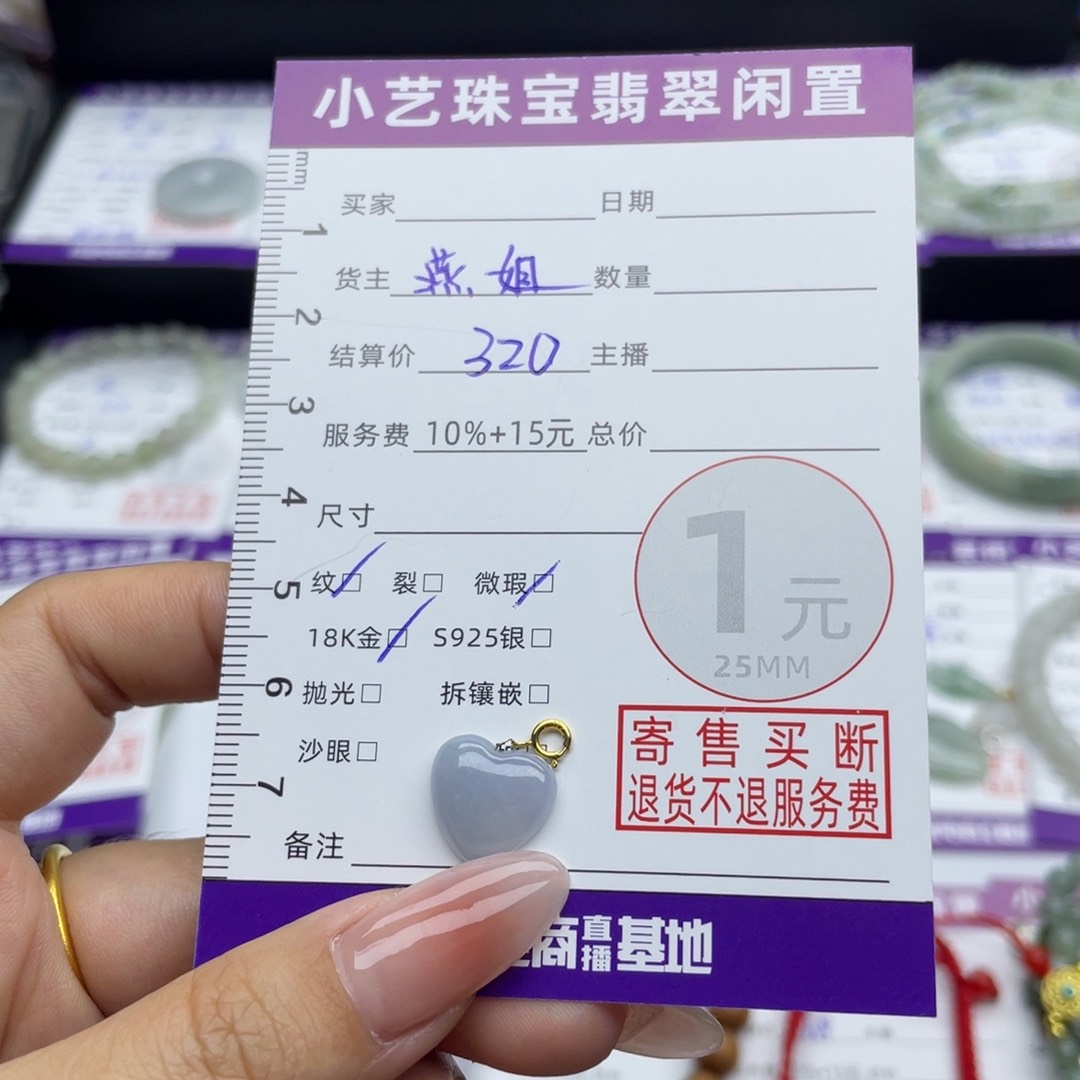 小艺珠宝翡翠闲置
mm
买家 日期
1
货主 燕姐 数量
2
结算价 320 主播
3
服务费 10%+15元 总价
4
尺寸
1元
25MM
5
纹☑ 裂□ 微瑕☑
18K金☑ S925银□
6
抛光□ 拆镶嵌□
沙眼□
寄售买断
退货不退服务费
7
备注
商直播基地